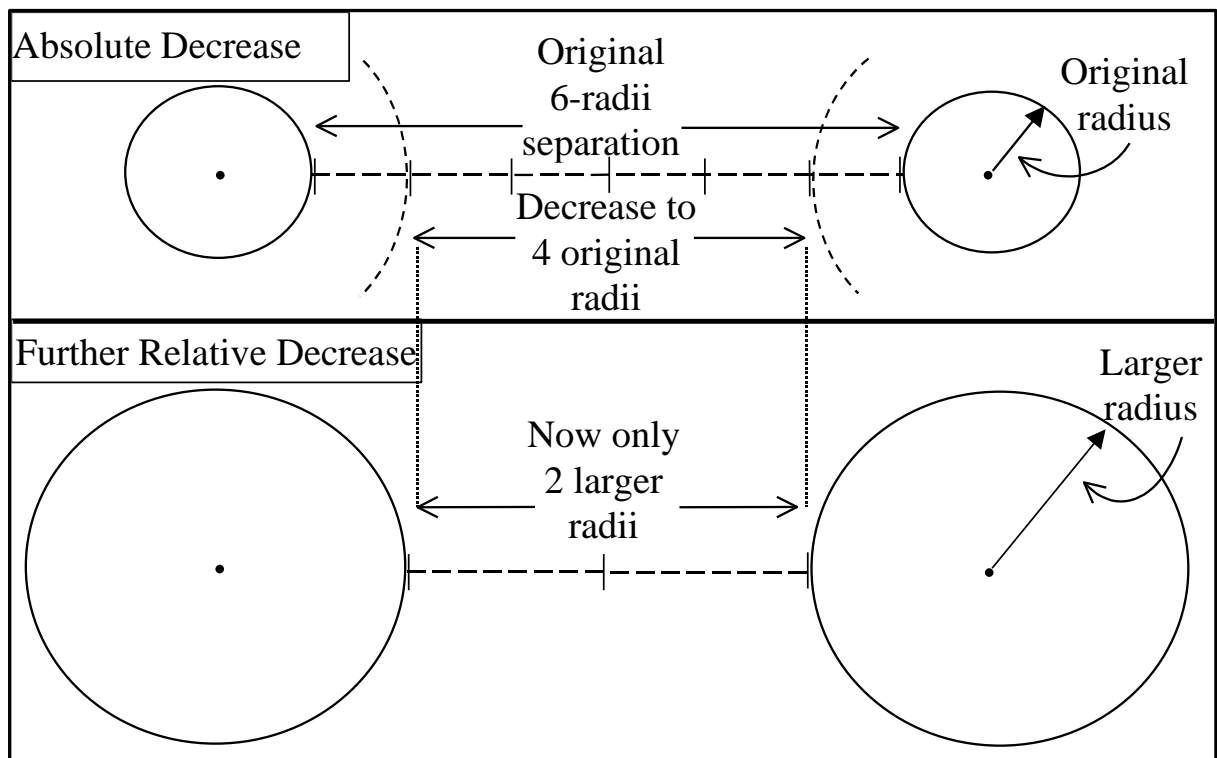 Absolute Decrease
Original
6-radii
separation
Original
radius
Decrease to
4 original
radii
Further Relative Decrease
Larger
radius
Now only
2 larger
radii